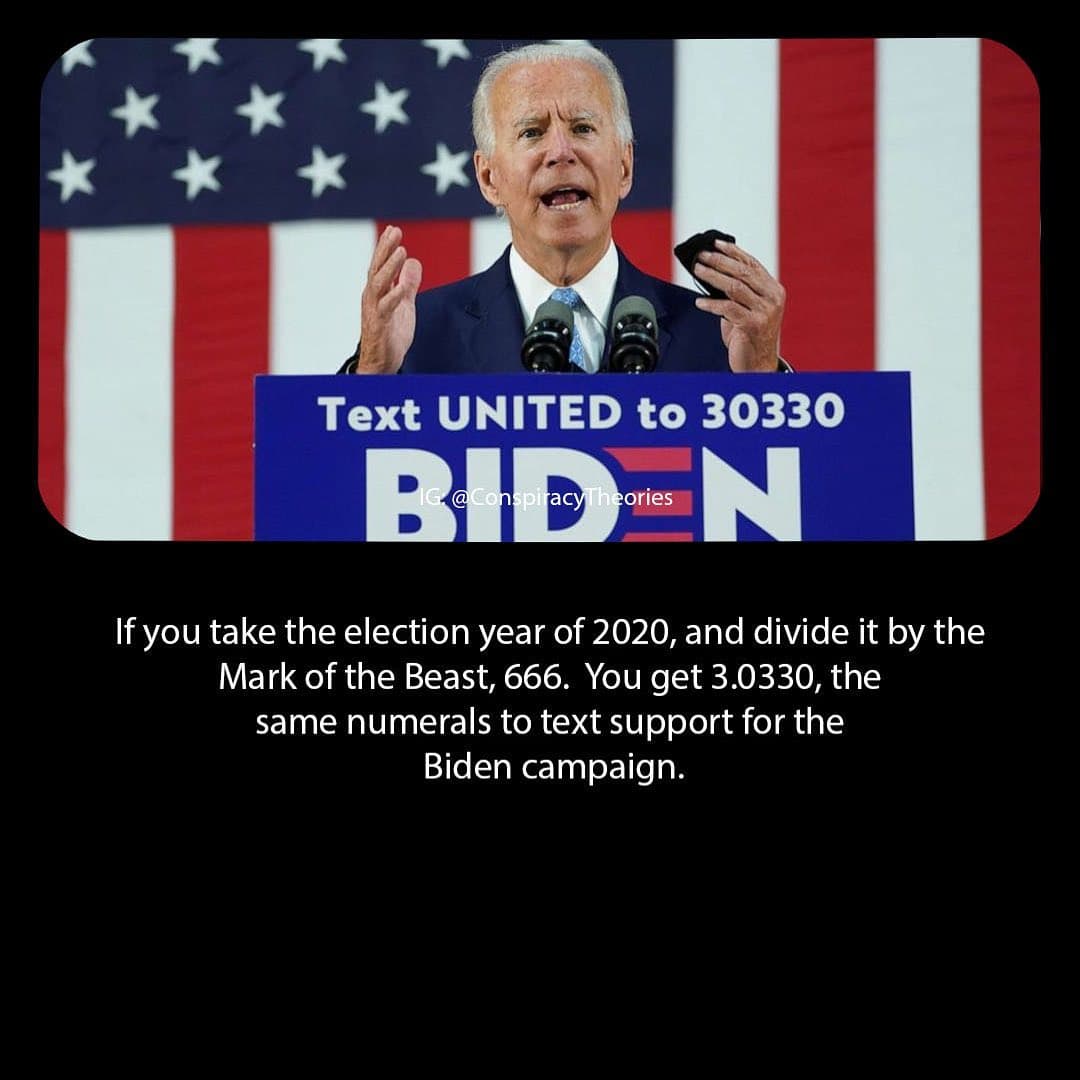 Text UNITED to 30330
BIDEN
IG: @ConspiracyTheories
If you take the election year of 2020, and divide it by the
Mark of the Beast, 666.  You get 3.0330, the
same numerals to text support for the
Biden campaign.